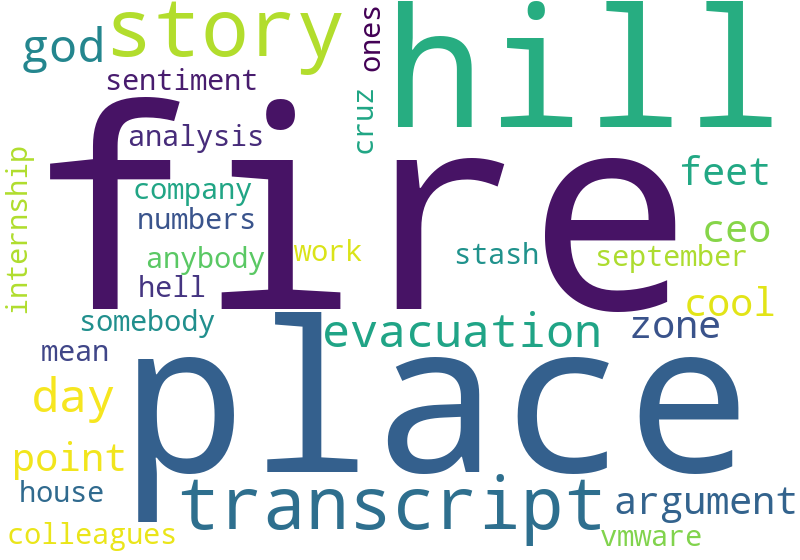 story
hill
ones
god
sentiment
cruz
analysis
fire
internship
feet
company
numbers
ceo
anybody
work
stash
september
hell
cool
somebody
evacuation
zone
mean
place
day
point
house
transcript
argument
colleagues
vmware